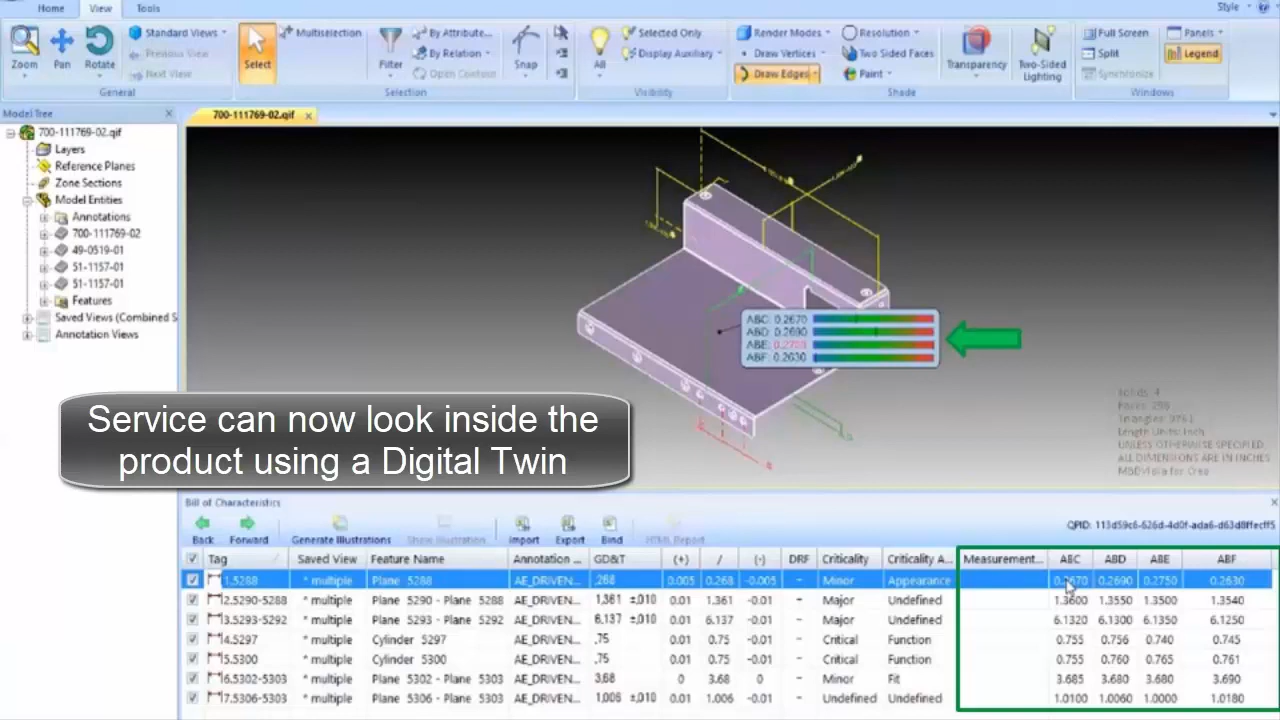 Home View Tools Style
Standard Views
Previous View
Next View
Zoom Pan Rotate
General
Select
Multiselection
Filter
By Attribute...
By Relation
Open Contour
Snap
Selection
All
Selected Only
Display Auxiliary
Visibility
Render Modes
Draw Vertices
Draw Edges
Resolution
Two Sided Faces
Paint
Shade
Transparency
Two-Sided
Lighting
Full Screen
Split
Synchronize
Panels
Legend
Windows
Model Tree
700-111769-02.qif
700-111769-02.qif
Layers
Reference Planes
Zone Sections
Model Entities
Annotations
700-111769-02
49-0519-01
51-1157-01
51-1157-01
Features
Saved Views (Combined S
Annotation Views
ABC: 0.2670
ABD: 0.2690
ABE:
ABF: 0.2630
Service can now look inside the
product using a Digital Twin
Solids: 4
Length Units: Inch
UNLESS OTHERWISE SPECIFIED
ALL DIMENSIONS ARE IN INCHES
Bill of Characteristics
Back Forward Generate Illustrations Show Illustration Import Export Bind HTML Report
QPID: 113d59c6-626d-4d0f-ada6-d63d8ffecff5
Tag Saved View Feature Name Annotation ... GD&T (+) / (-) DRF Criticality Criticality A... Measurement... ABC ABD ABE ABF
1.5288 * multiple Plane 5288 AE_DRIVEN... .268 0.005 0.268 -0.005 - Minor Appearance 0.2670 0.2690 0.2750 0.2630
2.5290-5288 * multiple Plane 5290 - Plane 5288 AE_DRIVEN... 1.361 ±.010 0.01 1.361 -0.01 - Major Undefined 1.3600 1.3550 1.3500 1.3540
3.5293-5292 * multiple Plane 5293 - Plane 5292 AE_DRIVEN... 6.137 ±.010 0.01 6.137 -0.01 - Major Undefined 6.1320 6.1300 6.1350 6.1250
4.5297 * multiple Cylinder 5297 AE_DRIVEN... .75 0.01 0.75 -0.01 - Critical Function 0.755 0.756 0.740 0.745
5.5300 * multiple Cylinder 5300 AE_DRIVEN... .75 0.01 0.75 -0.01 - Critical Function 0.755 0.760 0.765 0.761
6.5302-5303 * multiple Plane 5302 - Plane 5303 AE_DRIVEN... 3.68 0 3.68 0 - Minor Fit 3.685 3.680 3.680 3.690
7.5306-5303 * multiple Plane 5306 - Plane 5303 AE_DRIVEN... 1.006 ±.010 0.01 1.006 -0.01 - Undefined Undefined 1.0100 1.0060 1.0000 1.0180